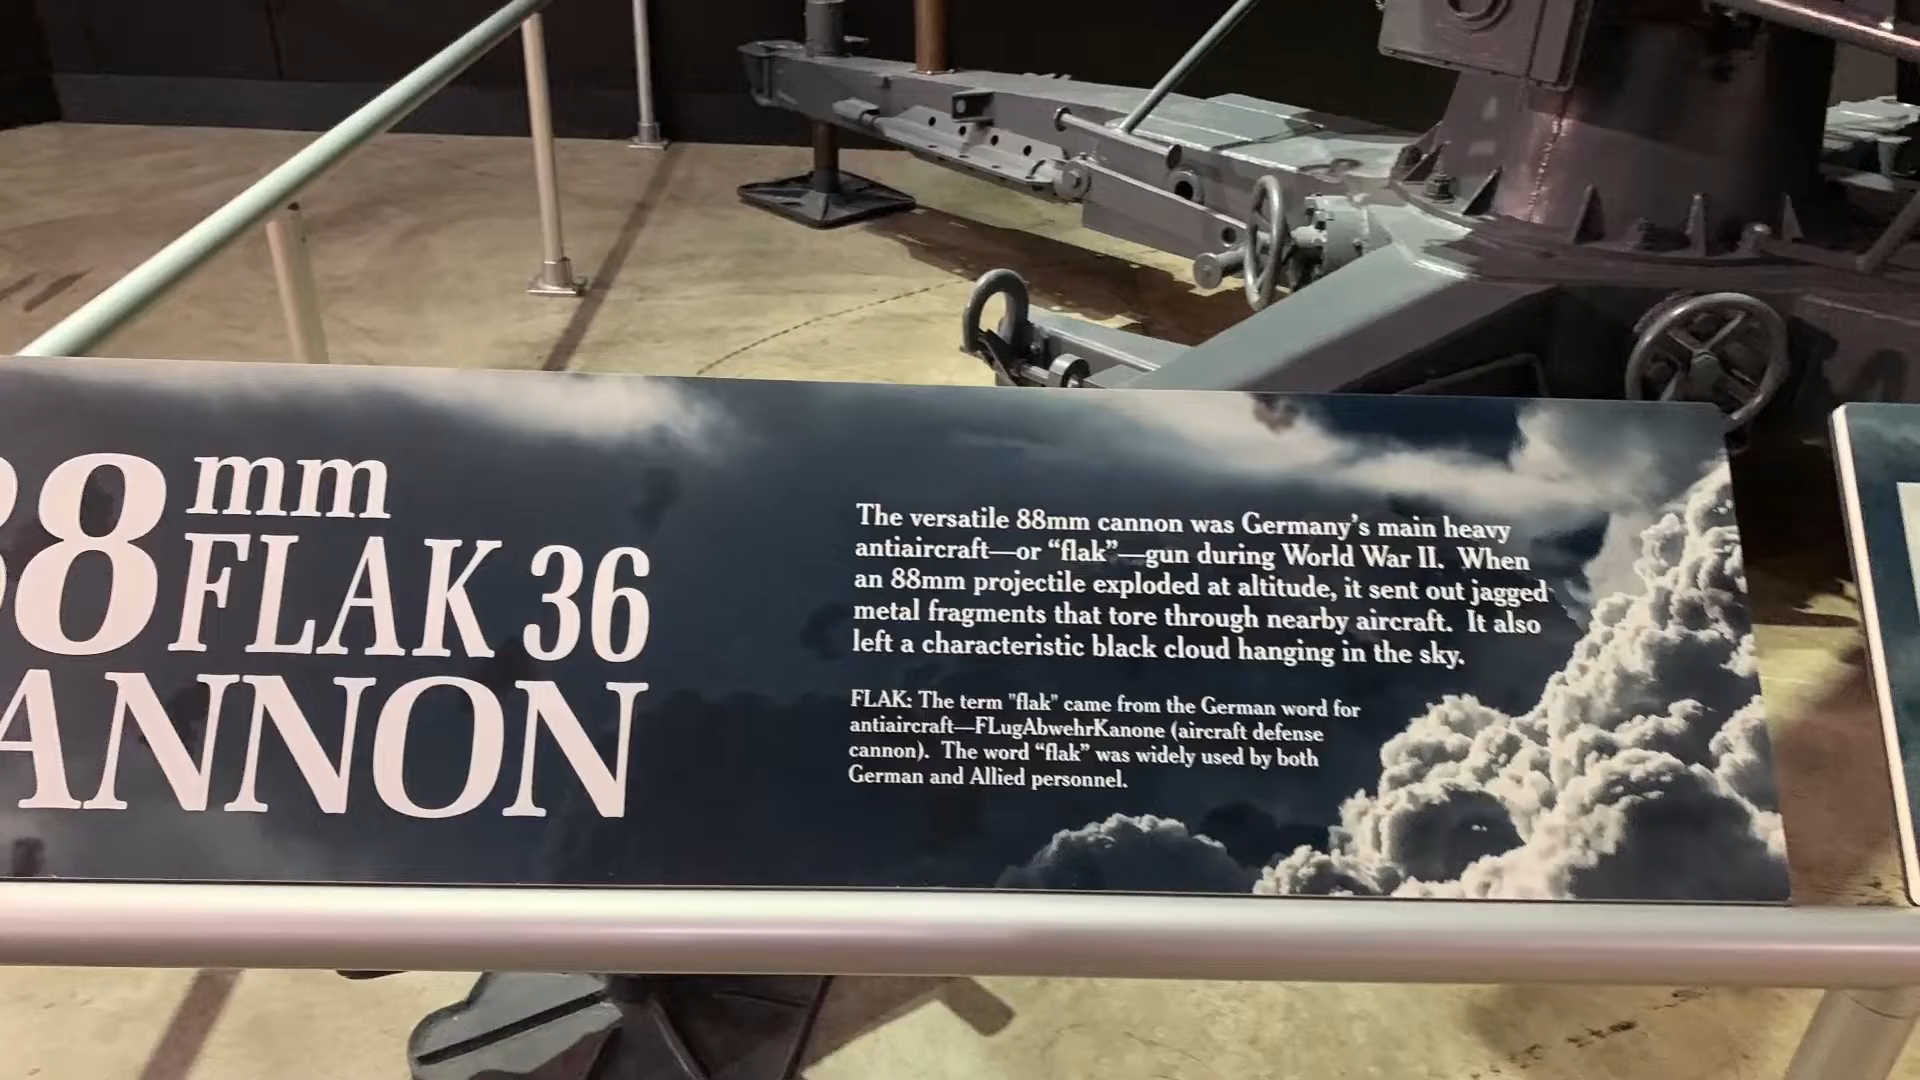 88 mm
FLAK 36
CANNON
The versatile 88mm cannon was Germany's main heavy
antiaircraft—or “flak”—gun during World War II.  When
an 88mm projectile exploded at altitude, it sent out jagged
metal fragments that tore through nearby aircraft.  It also
left a characteristic black cloud hanging in the sky.
FLAK: The term "flak" came from the German word for
antiaircraft—FLugAbwehrKanone (aircraft defense
cannon).  The word “flak” was widely used by both
German and Allied personnel.